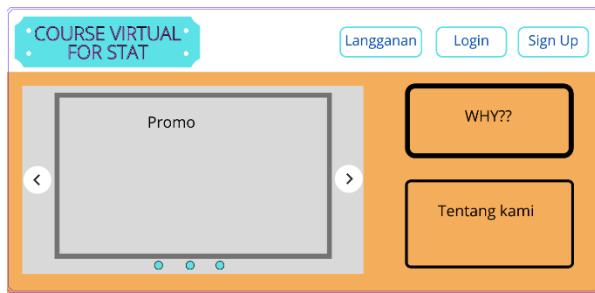 COURSE VIRTUAL
FOR STAT
Langganan
Login
Sign Up
Promo
WHY??
Tentang kami